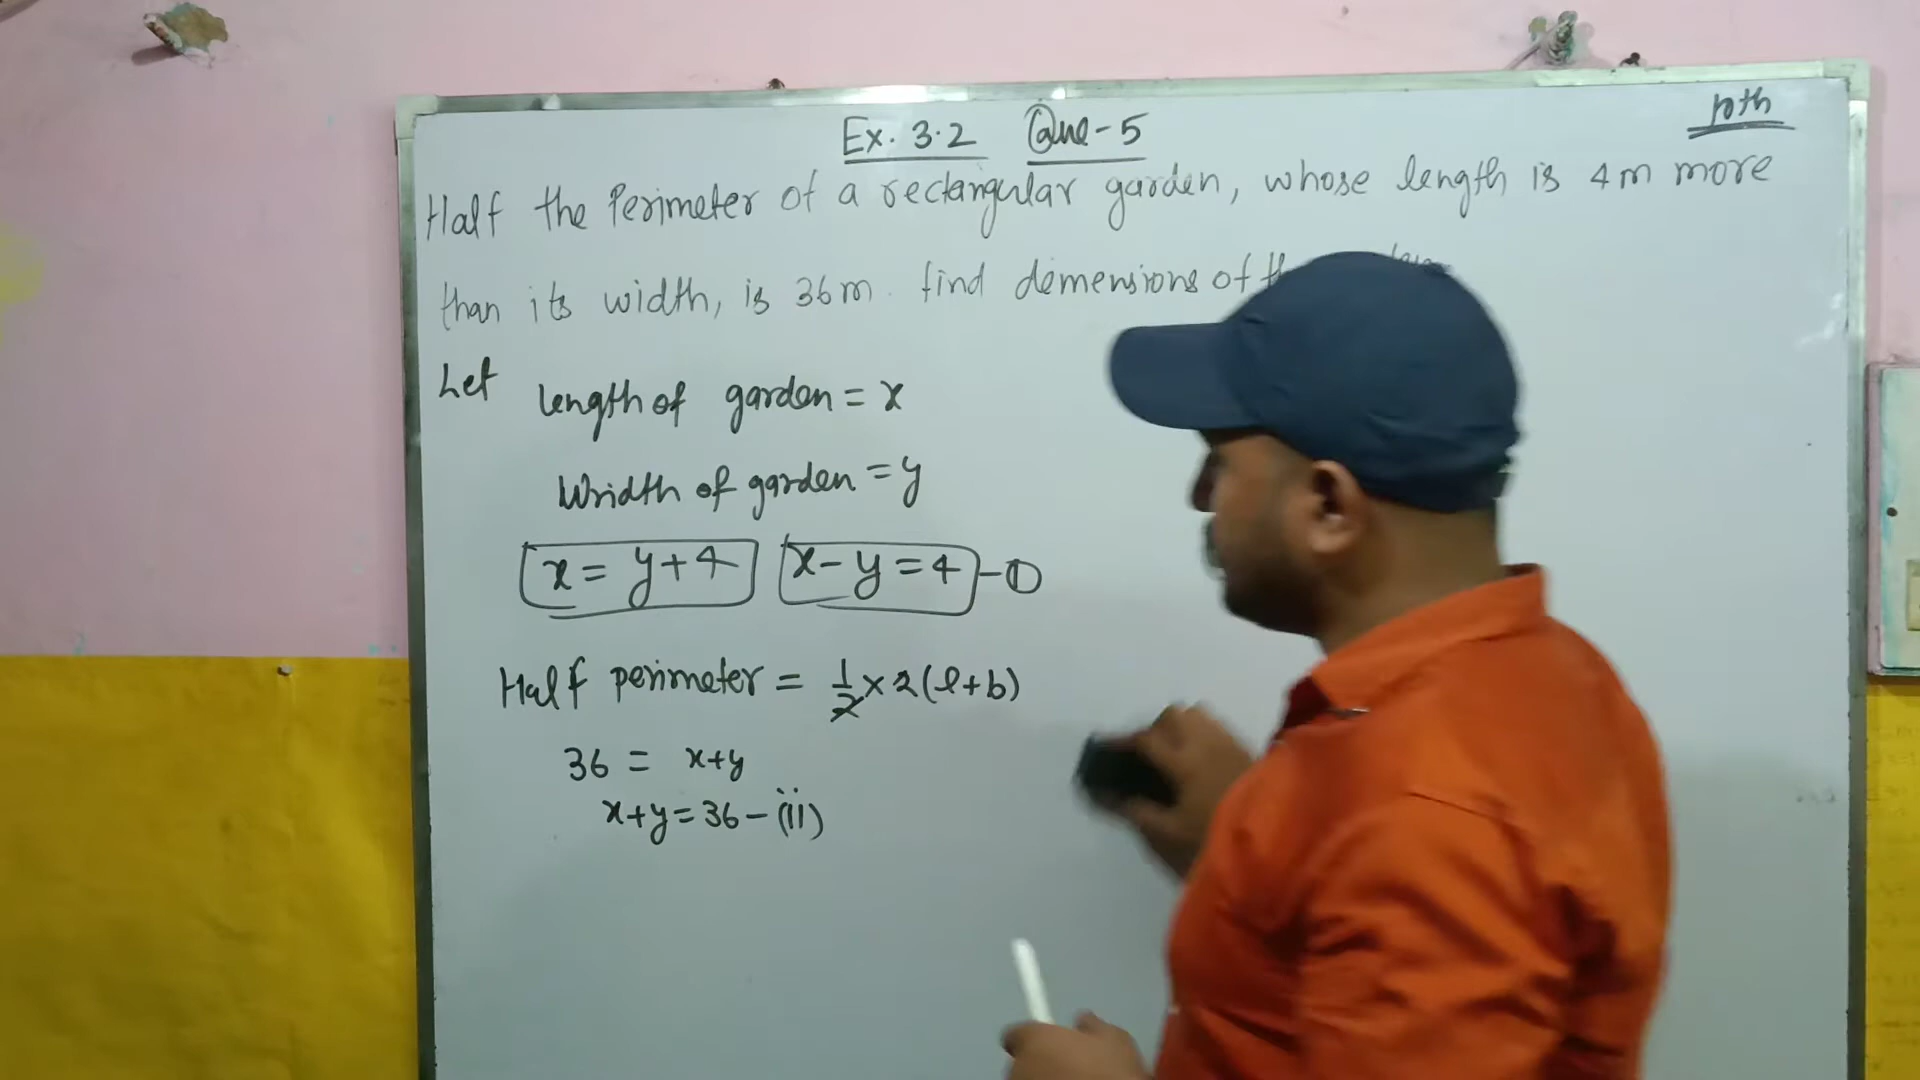 Ex. 3.2 Que-5
10th
Half the Perimeter of a rectangular garden, whose length is 4m more
than its width, is 36m. find demensions of
Let length of garden = x
Wridth of garden = y
x = y+4 x-y=4 -①
Half perimeter = 1/2 x 2(l+b)
36 = x+y
x+y=36-(ii)